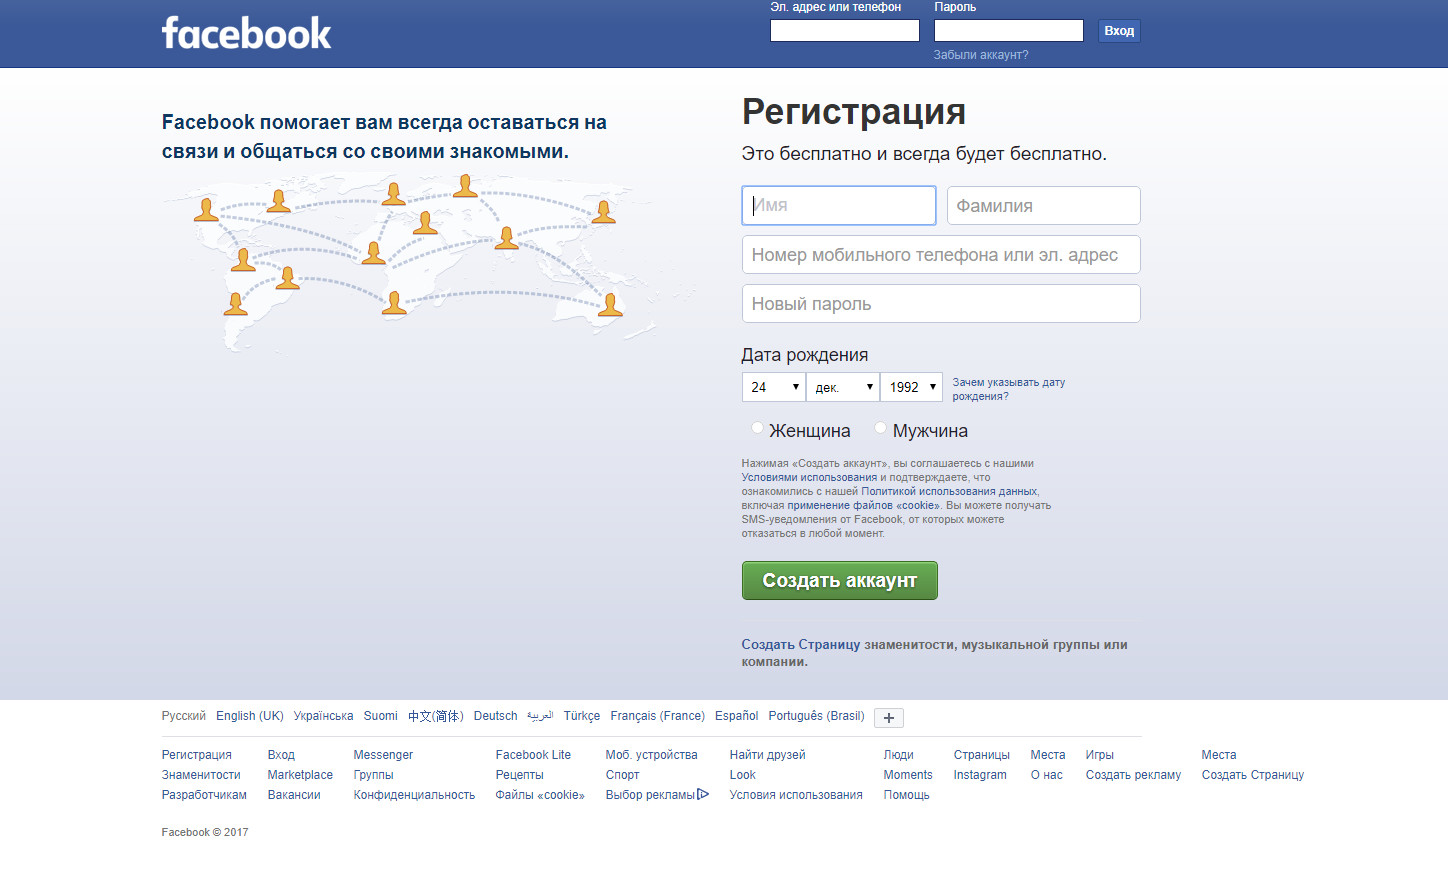 facebook
Эл. адрес или телефон
Пароль
Вход
Забыли аккаунт?
Facebook помогает вам всегда оставаться на
связи и общаться со своими знакомыми.
Регистрация
Это бесплатно и всегда будет бесплатно.
Имя
Фамилия
Номер мобильного телефона или эл. адрес
Новый пароль
Дата рождения
24 дек. 1992
Зачем указывать дату
рождения?
Женщина Мужчина
Нажимая «Создать аккаунт», вы соглашаетесь с нашими
Условиями использования и подтверждаете, что
ознакомились с нашей Политикой использования данных,
включая применение файлов «cookie». Вы можете получать
SMS-уведомления от Facebook, от которых можете
отказаться в любой момент.
Создать аккаунт
Создать Страницу знаменитости, музыкальной группы или
компании.
Русский English (UK) Українська Suomi 中文(简体) Deutsch العربية Türkçe Français (France) Español Português (Brasil) +
Регистрация Вход Messenger Facebook Lite Моб. устройства Найти друзей Люди Страницы Места Игры Места
Знаменитости Marketplace Группы Рецепты Спорт Look Moments Instagram О нас Создать рекламу Создать Страницу
Разработчикам Вакансии Конфиденциальность Файлы «cookie» Выбор рекламы Условия использования Помощь
Facebook © 2017